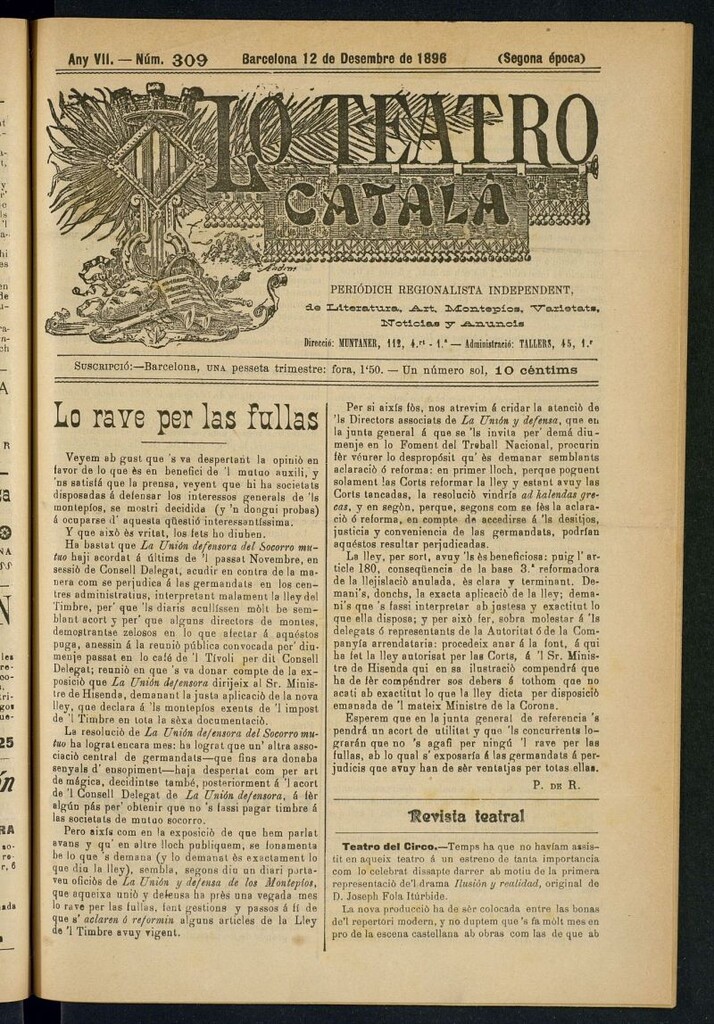 Any VII. — Núm. 309 Barcelona 12 de Desembre de 1896 (Segona época)
LO TEATRO
CATALÁ
PERIÓDICH REGIONALISTA INDEPENDENT,
de Literatura, Art, Montepíos, Varietats,
Noticias y Anuncis
Direcció: MUNTANER, 112, 4.rt - 1.ª — Administració: TALLERS, 45, 1.r
SUSCRIPCIÓ:—Barcelona, UNA pesseta trimestre: fora, 1'50. — Un número sol, 10 céntims
Lo rave per las fullas
Veyem ab gust que 's va despertant la opinió en
favor de lo que és en benefici de 'l mutuo auxili, y
'ns satisfá que la prensa, veyent que hi ha societats
disposadas á defensar los interessos generals de 'ls
montepíos, se mostri decidida (y 'n dongui probas)
á ocuparse d' aquesta qüestió interessantíssima.
Y que aixó és vritat, los fets ho diuhen.
Ha bastat que La Unión defensora del Socorro mu-
tuo haji acordat á últims de 'l passat Novembre, en
sessió de Consell Delegat, acudir en contra de la ma-
nera com se perjudica á las germandats en los cen-
tres administratius, interpretant malament la lley del
Timbre, per' que 'ls diaris acullíssen mòlt be sem-
blant acort y per' que alguns directors de montes,
demostrantse zelosos en lo que afectar á aquéstos
puga, anessin á la reunió pública convocada per' diu-
menje passat en lo café de 'l Tívoli per dit Consell
Delegat; reunió en que 's va donar compte de la ex-
posició que La Unión defensora dirijeix al Sr. Minis-
tre de Hisenda, demanant la justa aplicació de la nova
lley, que declará á 'ls montepíos exents de 'l impost
de 'l Timbre en tota la sèxa documentació.
La resolució de La Unión defensora del Socorro mu-
tuo ha lograt encara mes: ha lograt que un' altra asso-
ciació central de germandats—que fins ara donaba
senyals d' ensopiment—haja despertat com per art
de mágica, decidintse també, posteriorment á 'l acort
de 'l Consell Delegat de La Unión defensora, á fèr
algún pás per' obtenir que no 's fassi pagar timbre á
las societats de mutuo socorro.
Pero aixís com en la exposició de que hem parlat
avans y qu' en altre lloch publiquem, se fonamenta
be lo que 's demana (y lo demanat és exactament lo
que diu la lley), sembla, segons diu un diari porta-
veu oficiós de La Unión y defensa de los Montepíos,
que aqueixa unió y defensa ha près una vegada mes
lo rave per las fullas, fent gestions y passos á fi de
que s' aclaren ó reformin alguns articles de la Lley
de 'l Timbre avuy vigent.
Per si aixís fós, nos atrevim á cridar la atenció de
'ls Directors associats de La Unión y defensa, que en
la junta general á que se 'ls invita per' demá diu-
menje en lo Foment del Treball Nacional, procurin
fèr véurer lo despropósit qu' és demanar semblants
aclaració ó reforma: en primer lloch, perque poguent
solament las Corts reformar la lley y estant avuy las
Corts tancadas, la resolució vindría ad kalendas gre-
cas, y en segón, perque, segons com se fès la aclara-
ció ó reforma, en compte de accedirse á 'ls desitjos,
justicia y conveniencia de las germandats, podrían
aquéstos resultar perjudicadas.
La lley, per sort, avuy 'ls és beneficiosa: puig l' ar-
ticle 180, conseqüencia de la base 3.ª reformadora
de la llejislació anulada, és clara y terminant. De-
mani's, donchs, la exacta aplicació de la lley; dema-
ni's que 's fassi interpretar ab justesa y exactitut lo
que ella disposa; y per aixó fer, sobra molestar á 'ls
delegats ó representants de la Autoritat ó de la Com-
panyía arrendataria: procedeix anar á la font, á qui
ha fet la lley autorisat per las Corts, á 'l Sr. Minis-
tre de Hisenda qui en sa ilustració compendrá que
ha de fèr compéndrer sos debers á tothom que no
acati ab exactitut lo que la lley dicta per disposició
emanada de 'l mateix Ministre de la Corona.
Esperem que en la junta general de referencia 's
pendrá un acort de utilitat y que 'ls concurrents lo-
grarán que no 's agafi per ningú 'l rave per las
fullas, ab lo qual s' exposaría á las germandats á per-
judicis que avuy han de sèr ventatjas per totas ellas.
P. DE R.
Revista teatral
Teatro del Circo.—Temps ha que no havíam assis-
tit en aqueix teatro á un estreno de tanta importancia
com lo celebrat dissapte darrer ab motiu de la primera
representació de'l drama Ilusión y realidad, original de
D. Joseph Fola Itúrbide.
La nova producció ha de sér colocada entre las bonas
de'l repertori modern, y no duptem que 's fa mòlt mes en
pro de la escena castellana ab obras com las de que ab